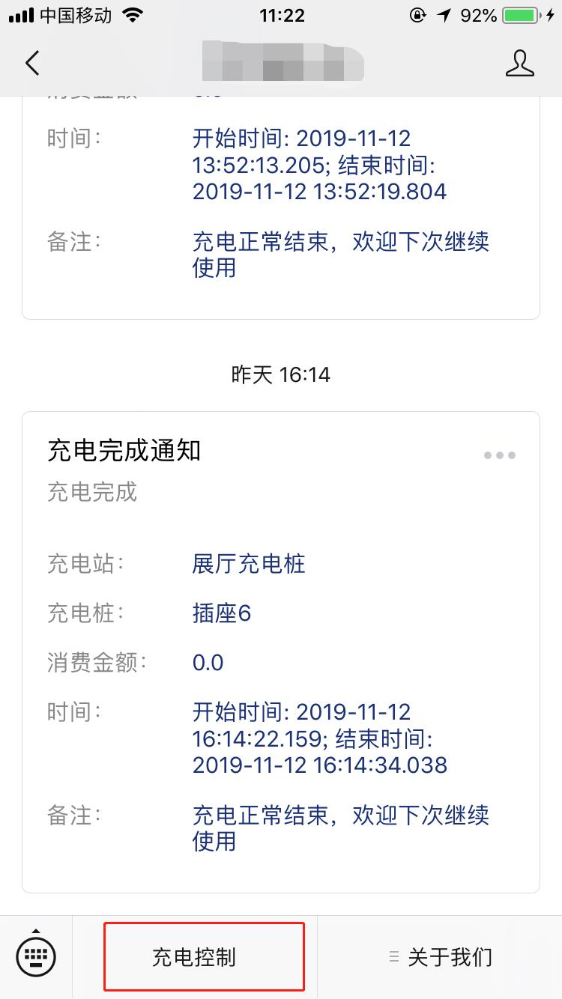 中国移动
11:22
92%
时间：
开始时间: 2019-11-12
13:52:13.205; 结束时间:
2019-11-12 13:52:19.804
备注：
充电正常结束，欢迎下次继续
使用
昨天 16:14
充电完成通知
充电完成
充电站：
展厅充电桩
充电桩：
插座6
消费金额：
0.0
时间：
开始时间: 2019-11-12
16:14:22.159; 结束时间:
2019-11-12 16:14:34.038
备注：
充电正常结束，欢迎下次继续
使用
充电控制
关于我们